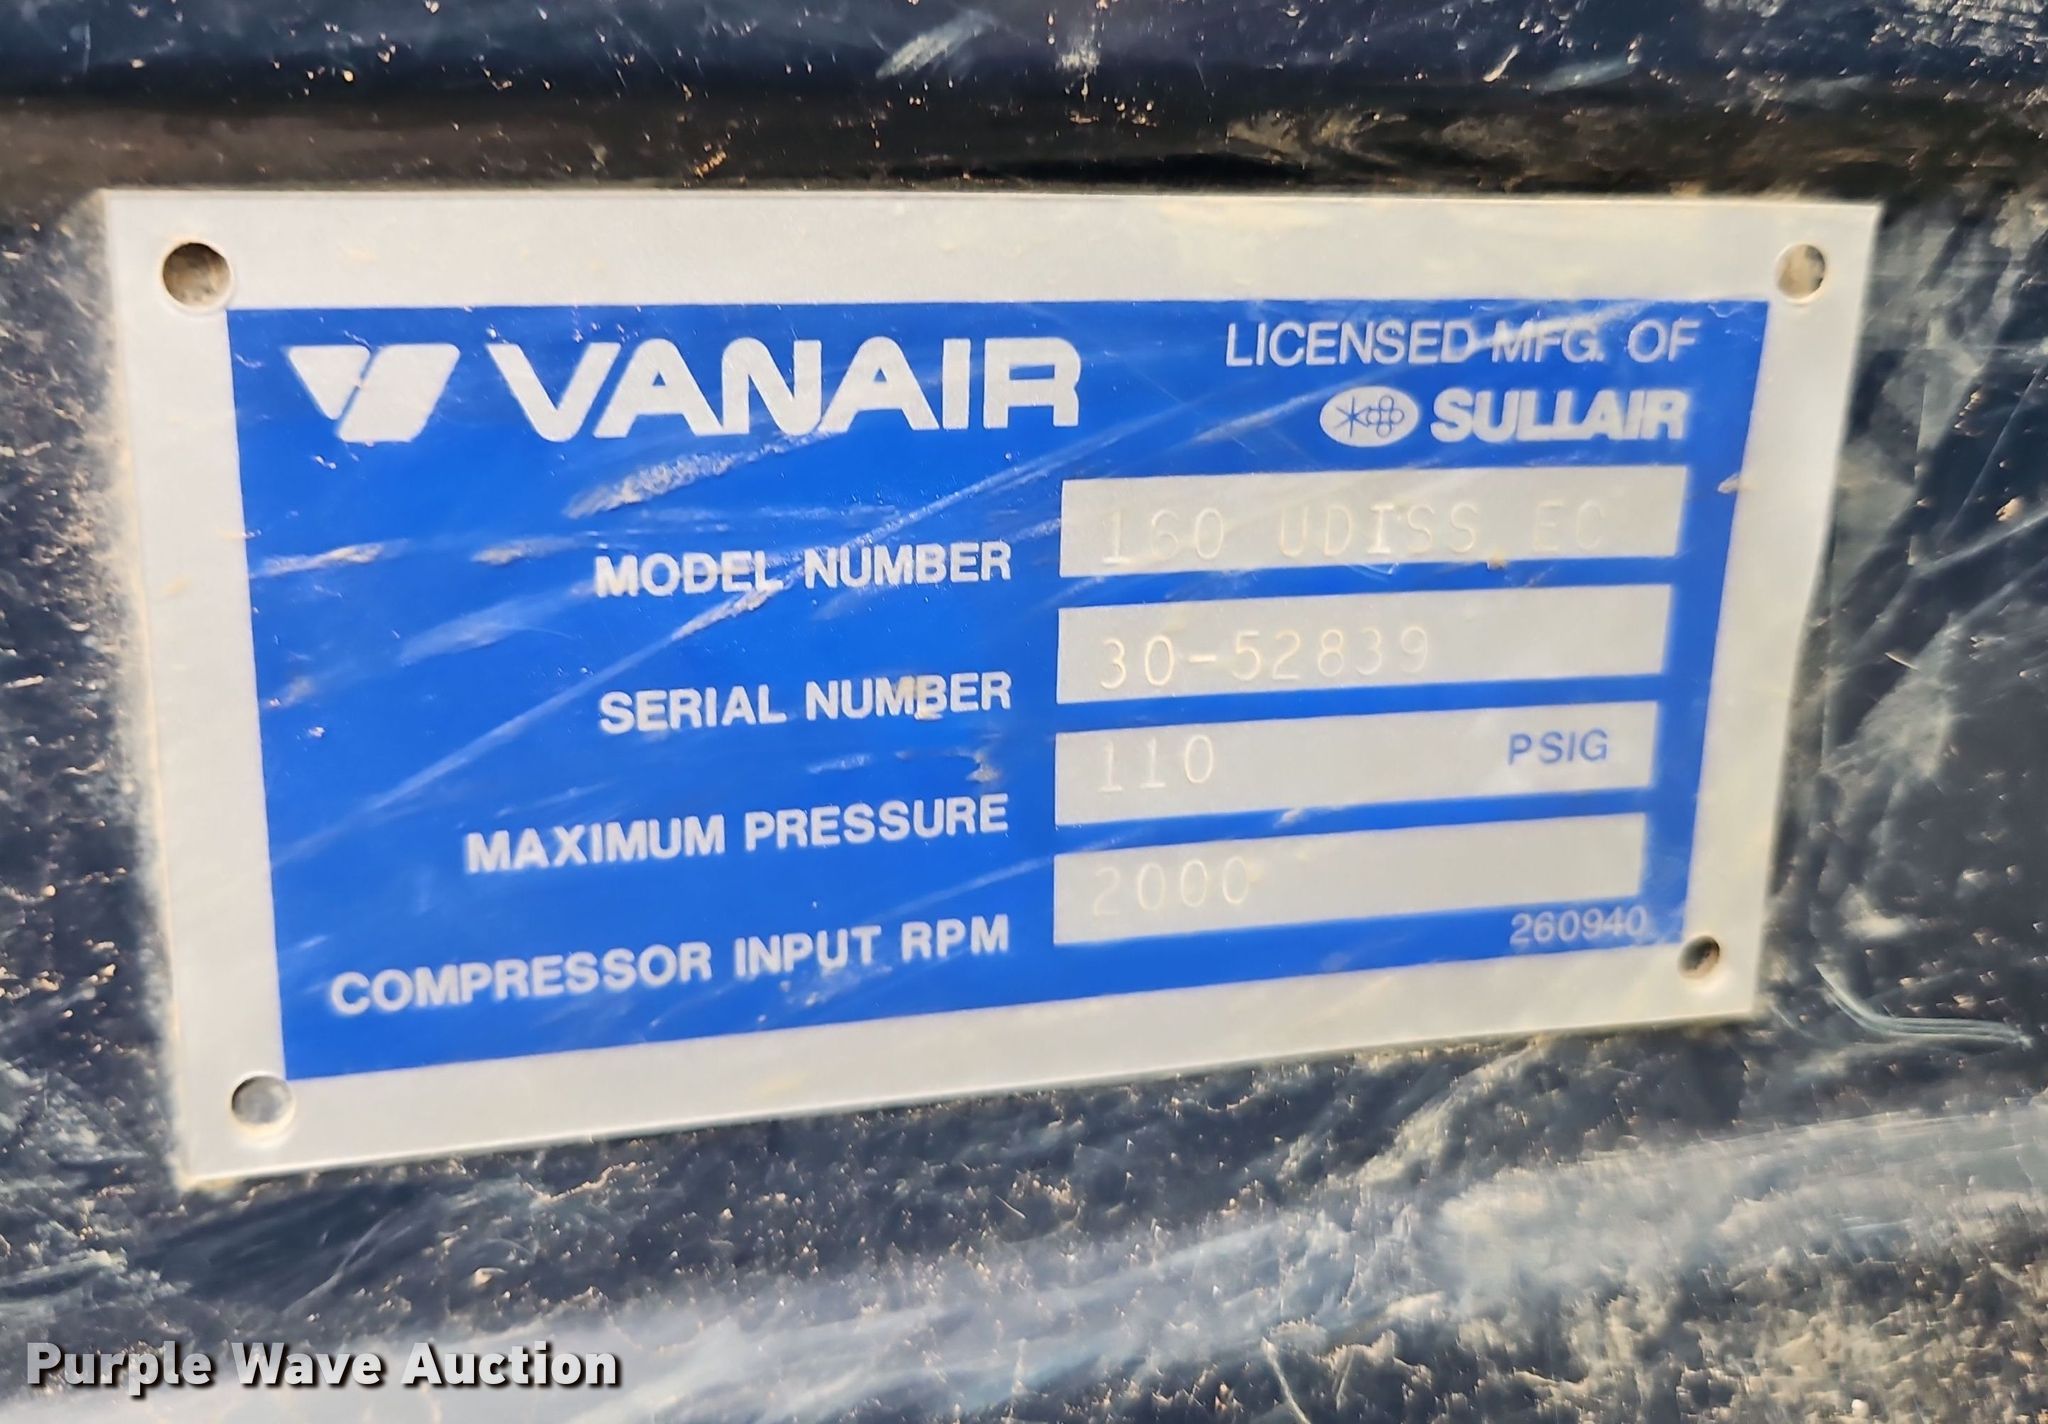 VANAIR
LICENSED MFG. OF
SULLAIR
MODEL NUMBER 160 UDISS EC
SERIAL NUMBER 30-52839
MAXIMUM PRESSURE 110 PSIG
COMPRESSOR INPUT RPM 2000
260940
Purple Wave Auction